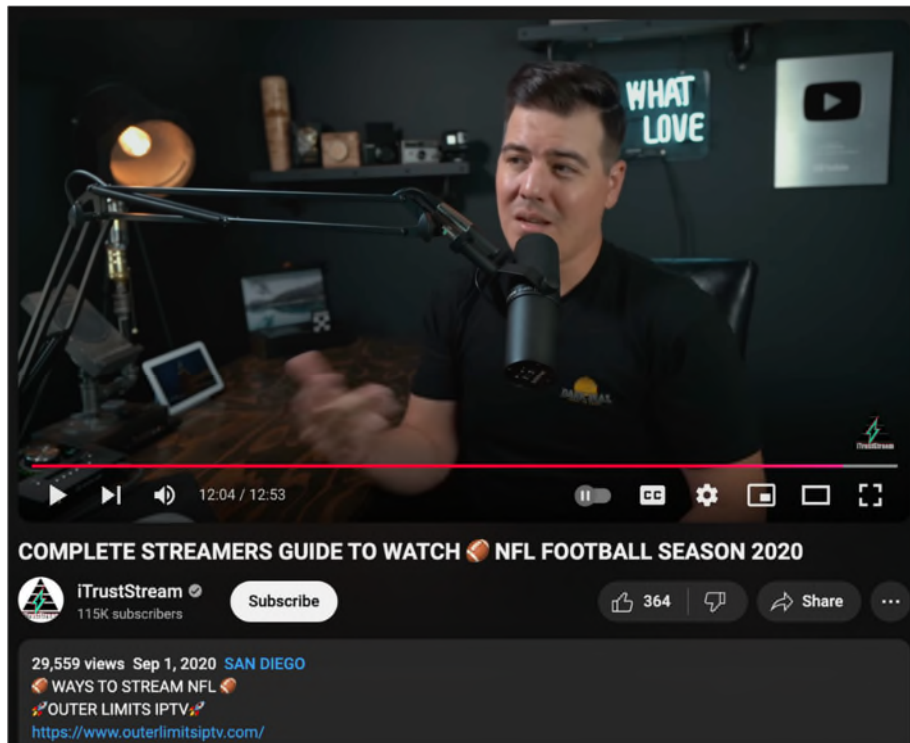 WHAT
LOVE
iTrustStream
12:04 / 12:53
CC
COMPLETE STREAMERS GUIDE TO WATCH 🏈 NFL FOOTBALL SEASON 2020
iTrustStream
115K subscribers
Subscribe
364
Share
29,559 views Sep 1, 2020 SAN DIEGO
🏈 WAYS TO STREAM NFL 🏈
🚀OUTER LIMITS IPTV🚀
https://www.outerlimitsiptv.com/